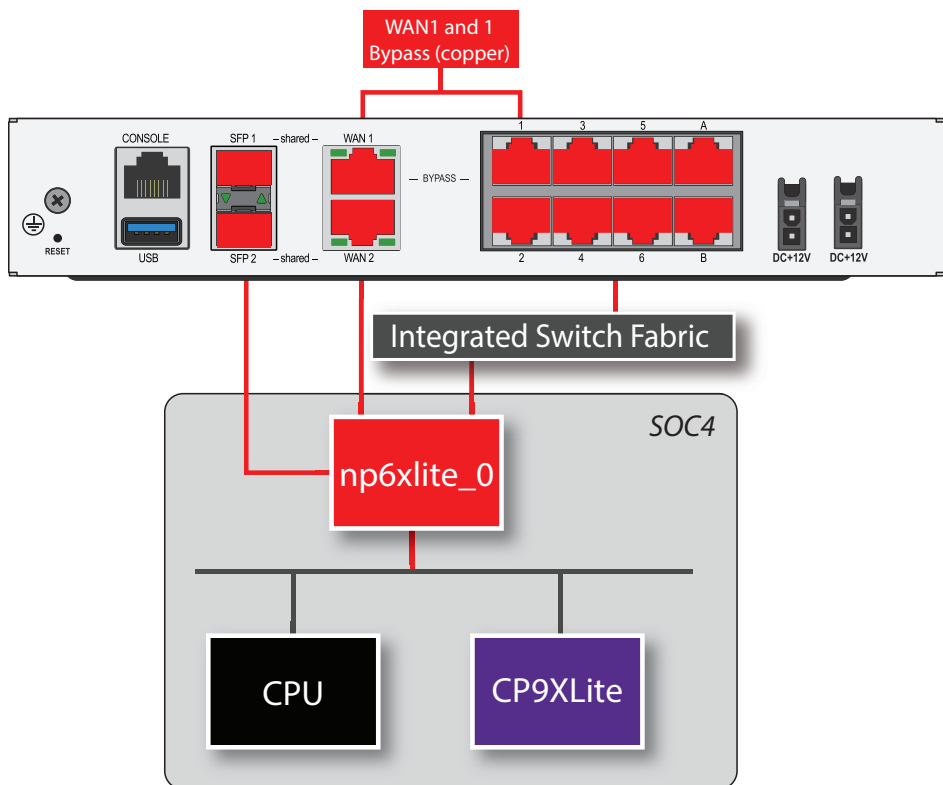 WAN1 and 1
Bypass (copper)
CONSOLE
SFP 1
shared
WAN 1
1
3
5
A
BYPASS
RESET
USB
SFP 2
shared
WAN 2
2
4
6
B
DC+12V
DC+12V
Integrated Switch Fabric
SOC4
np6xlite_0
CPU
CP9XLite